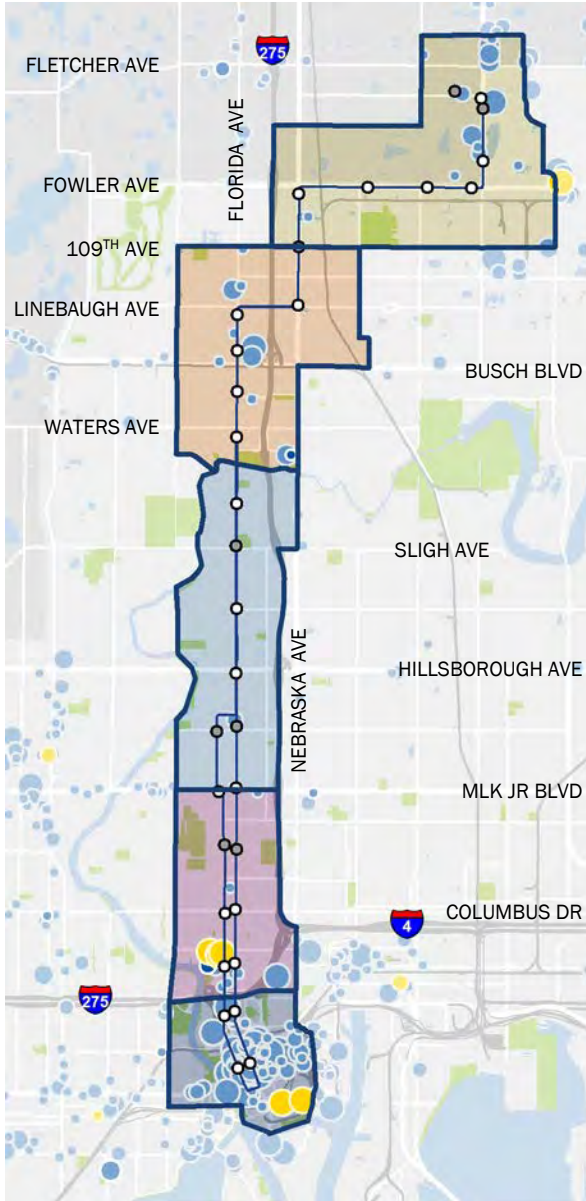 275
FLETCHER AVE
FLORIDA AVE
FOWLER AVE
109TH AVE
LINEBAUGH AVE
BUSCH BLVD
WATERS AVE
SLIGH AVE
NEBRASKA AVE
HILLSBOROUGH AVE
MLK JR BLVD
COLUMBUS DR
4
275